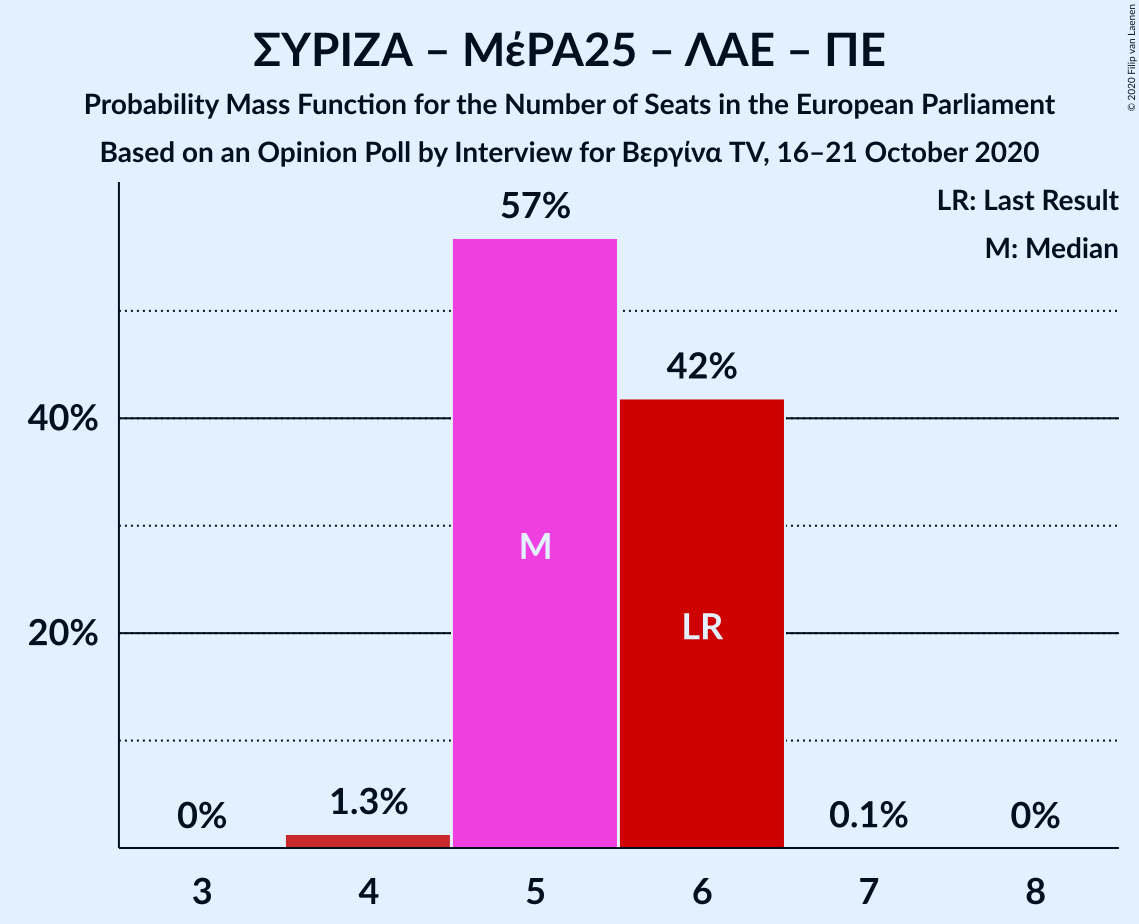 ΣΥΡΙΖΑ – ΜέΡΑ25 – ΛΑΕ – ΠΕ
Probability Mass Function for the Number of Seats in the European Parliament
Based on an Opinion Poll by Interview for Βεργίνα TV, 16–21 October 2020
© 2020 Filip van Laenen
LR: Last Result
M: Median
57%
42%
40%
M
LR
20%
1.3%
0%
0.1%
0%
3 4 5 6 7 8